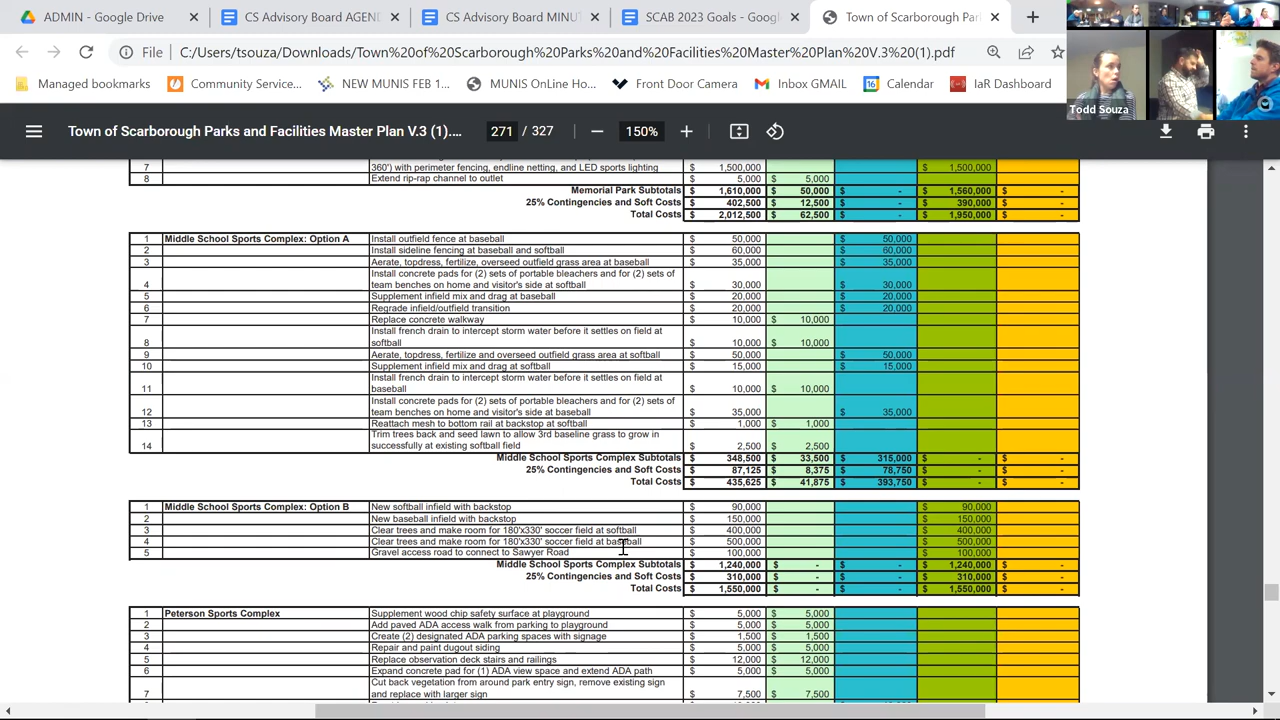 ADMIN - Google Drive
CS Advisory Board AGE
CS Advisory Board MINUT
SCAB 2023 Goals - Googl
Town of Scarborough Park
File C:/Users/tsouza/Downloads/Town%20of%20Scarborough%20Parks%20and%20Facilities%20Master%20Plan%20V.3%20(1).pdf
Managed bookmarks Community Service... NEW MUNIS FEB 1... MUNIS OnLine Ho... Front Door Camera Inbox GMAIL 16 Calendar IaR Dashboard
Todd Souza
Town of Scarborough Parks and Facilities Master Plan V.3 (1).... 271 / 327 150%
7 360') with perimeter fencing, endline netting, and LED sports lighting $ 1,500,000 $ 1,500,000
8 Extend rip-rap channel to outlet $ 5,000 $ 5,000
Memorial Park Subtotals $ 1,610,000 $ 50,000 $ - $ 1,560,000 $ -
25% Contingencies and Soft Costs $ 402,500 $ 12,500 $ - $ 390,000 $ -
Total Costs $ 2,012,500 $ 62,500 $ - $ 1,950,000 $ -
1 Middle School Sports Complex: Option A Install outfield fence at baseball $ 50,000 $ 50,000
2 Install sideline fencing at baseball and softball $ 60,000 $ 60,000
3 Aerate, topdress, fertilize, overseed outfield grass area at baseball $ 35,000 $ 35,000
Install concrete pads for (2) sets of portable bleachers and for (2) sets of
4 team benches on home and visitor's side at softball $ 30,000 $ 30,000
5 Supplement infield mix and drag at baseball $ 20,000 $ 20,000
6 Regrade infield/outfield transition $ 20,000 $ 20,000
7 Replace concrete walkway $ 10,000 $ 10,000
Install french drain to intercept storm water before it settles on field at
8 softball $ 10,000 $ 10,000
9 Aerate, topdress, fertilize and overseed outfield grass area at softball $ 50,000 $ 50,000
10 Supplement infield mix and drag at softball $ 15,000 $ 15,000
Install french drain to intercept storm water before it settles on field at
11 baseball $ 10,000 $ 10,000
Install concrete pads for (2) sets of portable bleachers and for (2) sets of
12 team benches on home and visitor's side at baseball $ 35,000 $ 35,000
13 Reattach mesh to bottom rail at backstop at softball $ 1,000 $ 1,000
Trim trees back and seed lawn to allow 3rd baseline grass to grow in
14 successfully at existing softball field $ 2,500 $ 2,500
Middle School Sports Complex Subtotals $ 348,500 $ 33,500 $ 315,000 $ - $ -
25% Contingencies and Soft Costs $ 87,125 $ 8,375 $ 78,750 $ - $ -
Total Costs $ 435,625 $ 41,875 $ 393,750 $ - $ -
1 Middle School Sports Complex: Option B New softball infield with backstop $ 90,000 $ 90,000
2 New baseball infield with backstop $ 150,000 $ 150,000
3 Clear trees and make room for 180'x330' soccer field at softball $ 400,000 $ 400,000
4 Clear trees and make room for 180'x330' soccer field at baseball $ 500,000 $ 500,000
5 Gravel access road to connect to Sawyer Road $ 100,000 $ 100,000
Middle School Sports Complex Subtotals $ 1,240,000 $ - $ - $ 1,240,000 $ -
25% Contingencies and Soft Costs $ 310,000 $ - $ - $ 310,000 $ -
Total Costs $ 1,550,000 $ - $ - $ 1,550,000 $ -
1 Peterson Sports Complex Supplement wood chip safety surface at playground $ 5,000 $ 5,000
2 Add paved ADA access walk from parking to playground $ 5,000 $ 5,000
3 Create (2) designated ADA parking spaces with signage $ 1,500 $ 1,500
4 Repair and paint dugout siding $ 5,000 $ 5,000
5 Replace observation deck stairs and railings $ 12,000 $ 12,000
6 Expand concrete pad for (1) ADA view space and extend ADA path $ 5,000 $ 5,000
Cut back vegetation from around park entry sign, remove existing sign
7 and replace with larger sign $ 7,500 $ 7,500